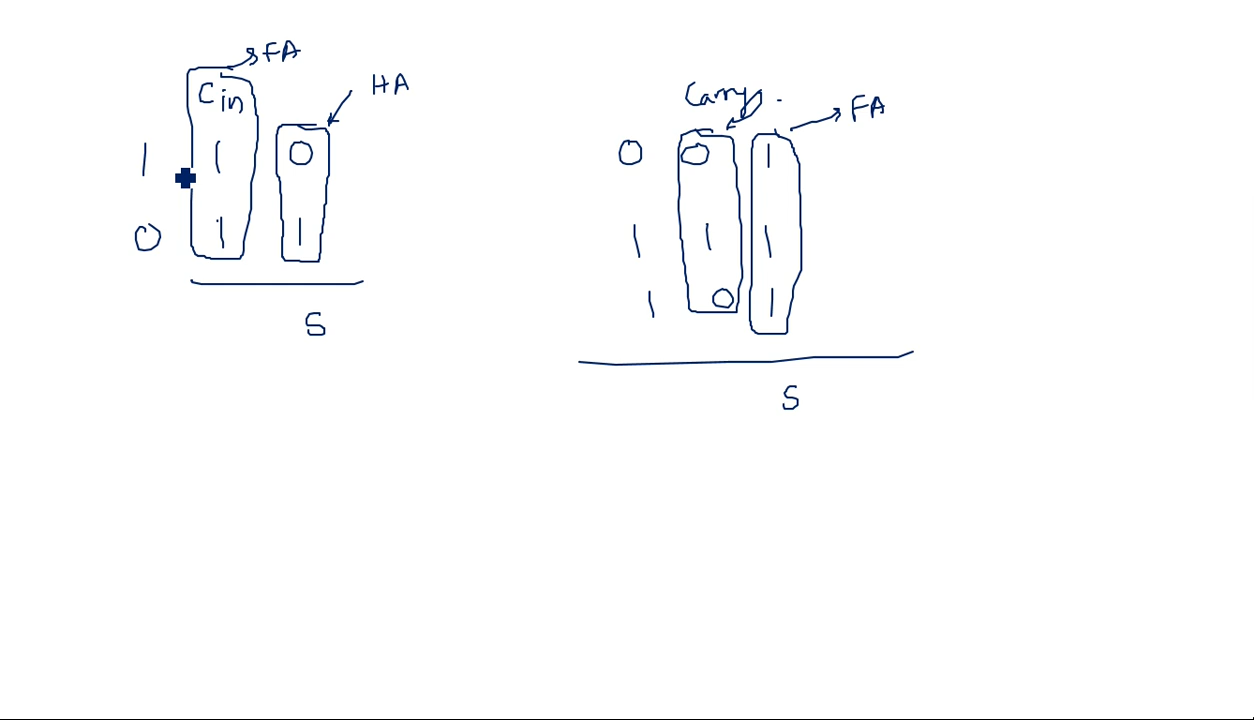 FA
HA
Cin
1 1 0
0 1 1
S
Carry.
FA
0 0 1
1 1 1
1 0 1
S